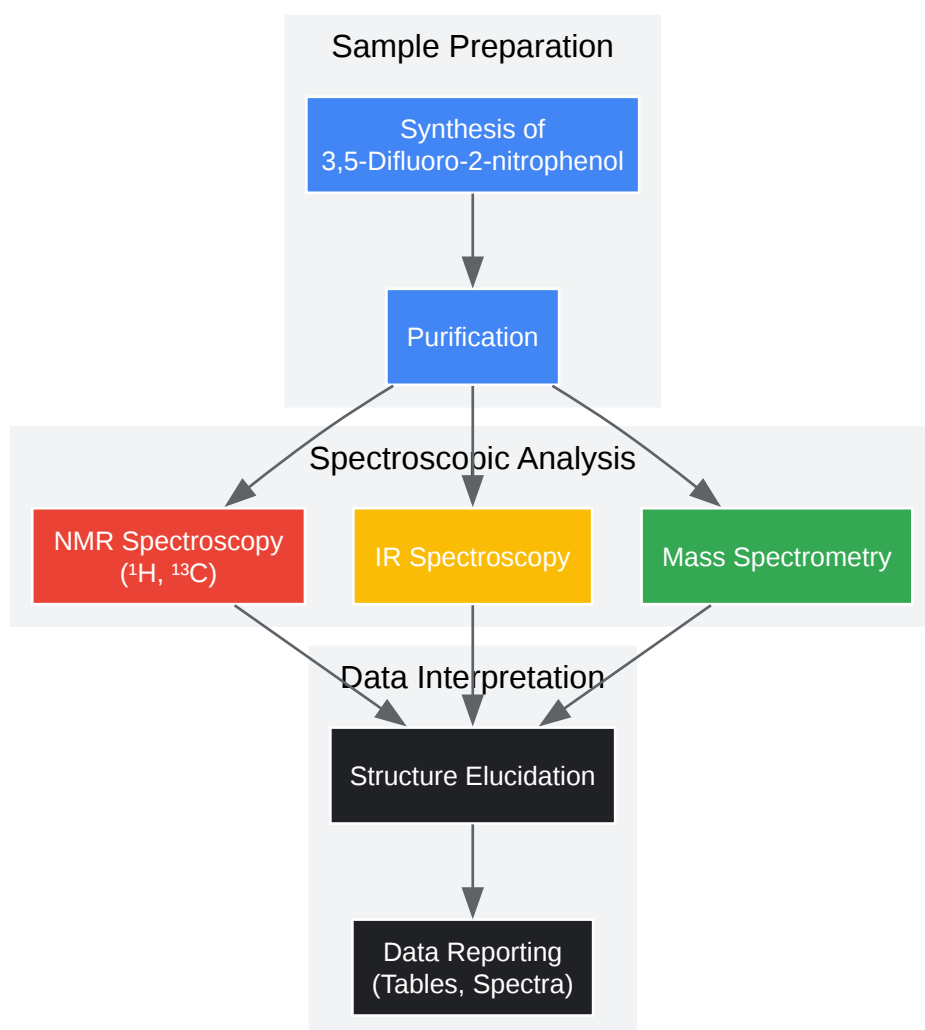 Sample Preparation
Synthesis of
3,5-Difluoro-2-nitrophenol
Purification
Spectroscopic Analysis
NMR Spectroscopy
(¹H, ¹³C)
IR Spectroscopy
Mass Spectrometry
Data Interpretation
Structure Elucidation
Data Reporting
(Tables, Spectra)